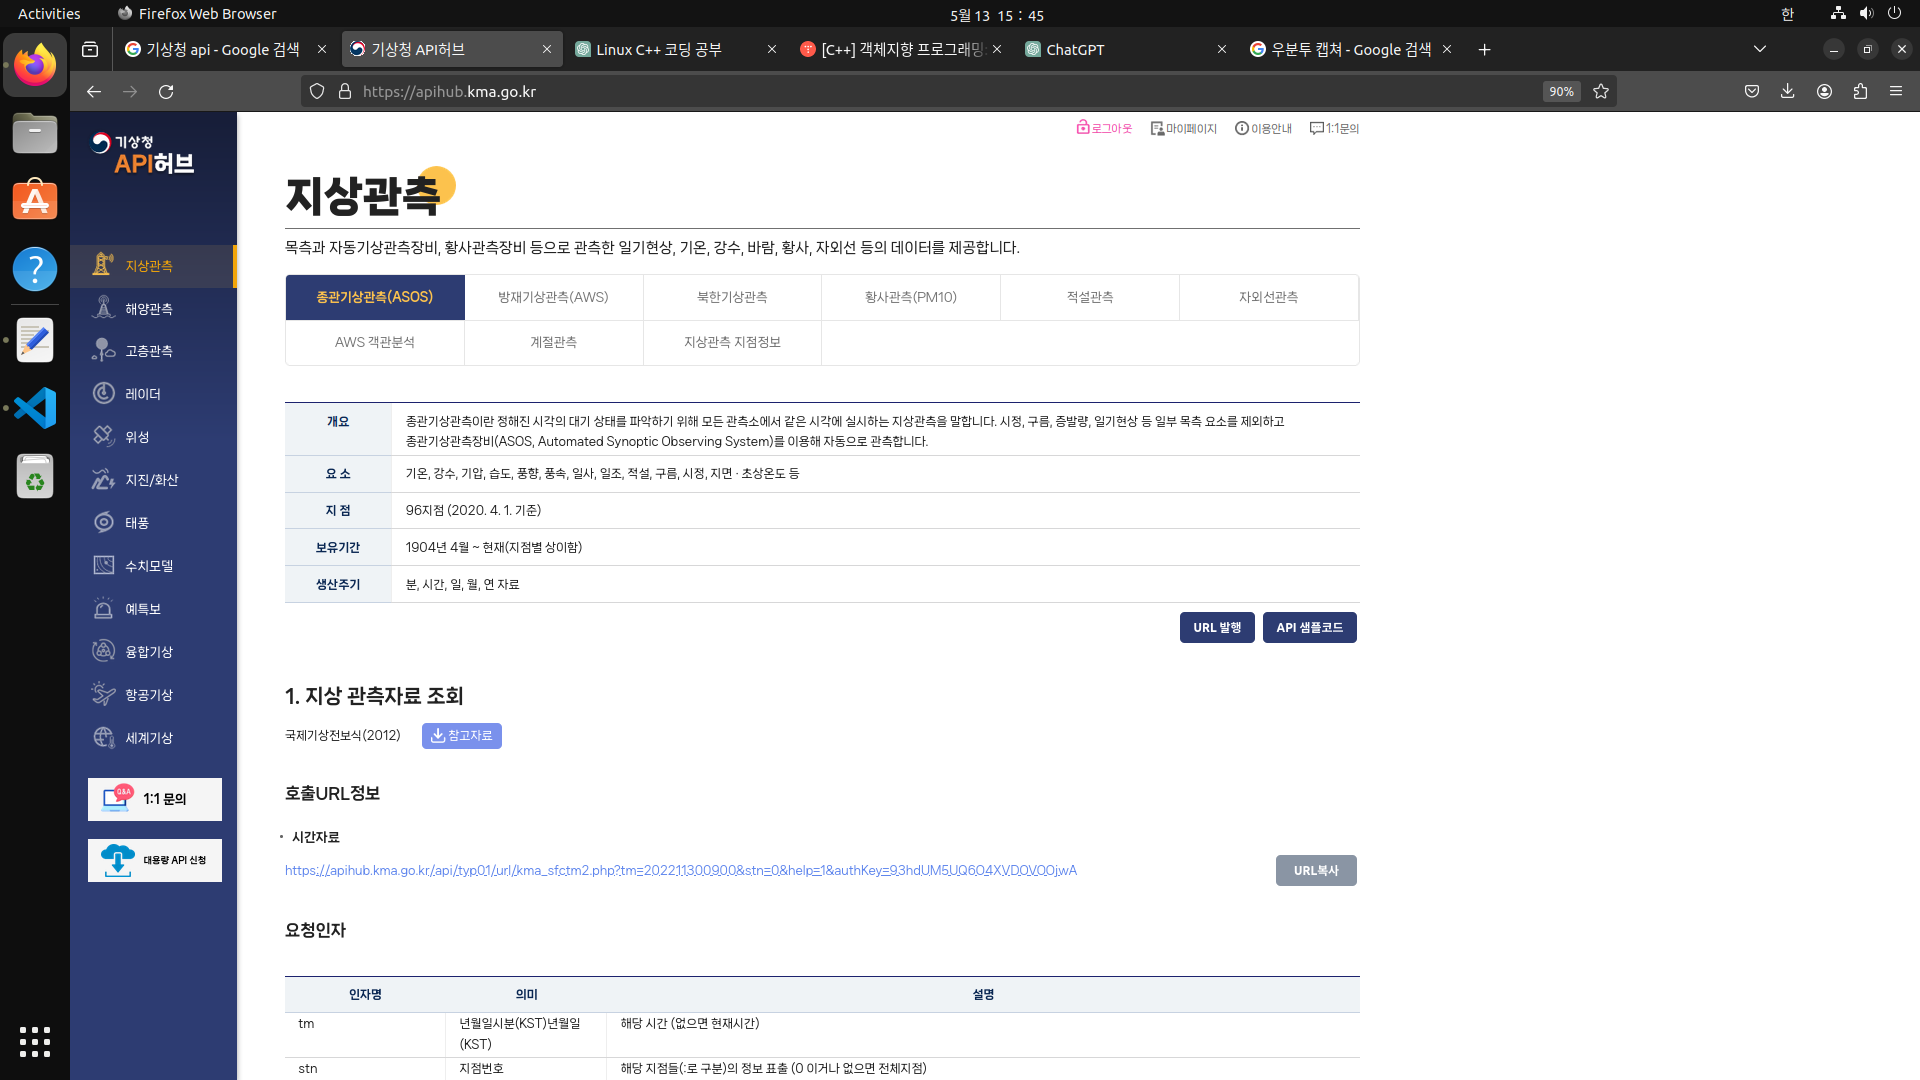 Activities
Firefox Web Browser
5월 13 15 : 45
한
기상청 api - Google 검색
기상청 API허브
Linux C++ 코딩 공부
[C++] 객체지향 프로그래밍
ChatGPT
우분투 캡쳐 - Google 검색
https://apihub.kma.go.kr
90%
기상청
API허브
로그아웃
마이페이지
이용안내
1:1문의
지상관측
해양관측
고층관측
레이더
위성
지진/화산
태풍
수치모델
예특보
융합기상
항공기상
세계기상
Q&A
1:1 문의
대용량 API 신청
지상관측
목측과 자동기상관측장비, 황사관측장비 등으로 관측한 일기현상, 기온, 강수, 바람, 황사, 자외선 등의 데이터를 제공합니다.
종관기상관측(ASOS)
방재기상관측(AWS)
북한기상관측
황사관측(PM10)
적설관측
자외선관측
AWS 객관분석
계절관측
지상관측 지점정보
개요
종관기상관측이란 정해진 시각의 대기 상태를 파악하기 위해 모든 관측소에서 같은 시각에 실시하는 지상관측을 말합니다. 시정, 구름, 증발량, 일기현상 등 일부 목측 요소를 제외하고
종관기상관측장비(ASOS, Automated Synoptic Observing System)를 이용해 자동으로 관측합니다.
요 소
기온, 강수, 기압, 습도, 풍향, 풍속, 일사, 일조, 적설, 구름, 시정, 지면 · 초상온도 등
지 점
96지점 (2020. 4. 1. 기준)
보유기간
1904년 4월 ~ 현재(지점별 상이함)
생산주기
분, 시간, 일, 월, 연 자료
URL 발행
API 샘플코드
1. 지상 관측자료 조회
국제기상전보식(2012)
참고자료
호출URL정보
· 시간자료
https://apihub.kma.go.kr/api/typ01/url/kma_sfctm2.php?tm=202211300900&stn=0&help=1&authKey=93hdUM5UQ6O4XVDOVO0jwA
URL복사
요청인자
인자명
의미
설명
tm
년월일시분(KST)년월일
(KST)
해당 시간 (없으면 현재시간)
stn
지점번호
해당 지점들(:로 구분)의 정보 표출 (0 이거나 없으면 전체지점)